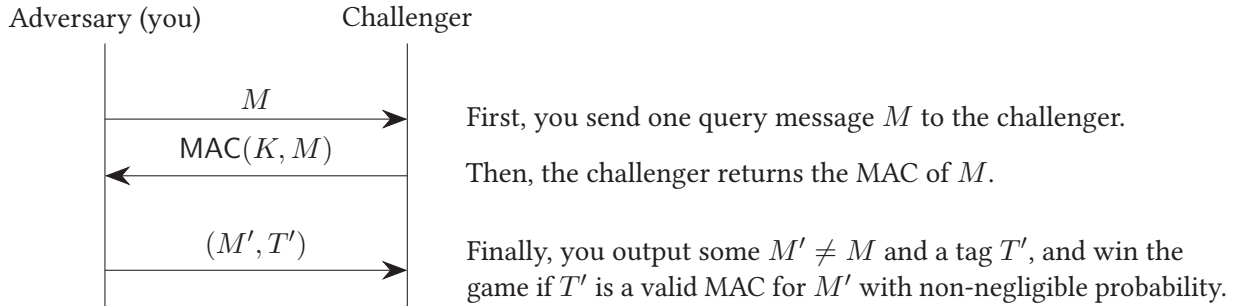 Adversary (you) Challenger
M
First, you send one query message M to the challenger.
MAC(K, M)
Then, the challenger returns the MAC of M.
(M′, T′)
Finally, you output some M′ ≠ M and a tag T′, and win the
game if T′ is a valid MAC for M′ with non-negligible probability.